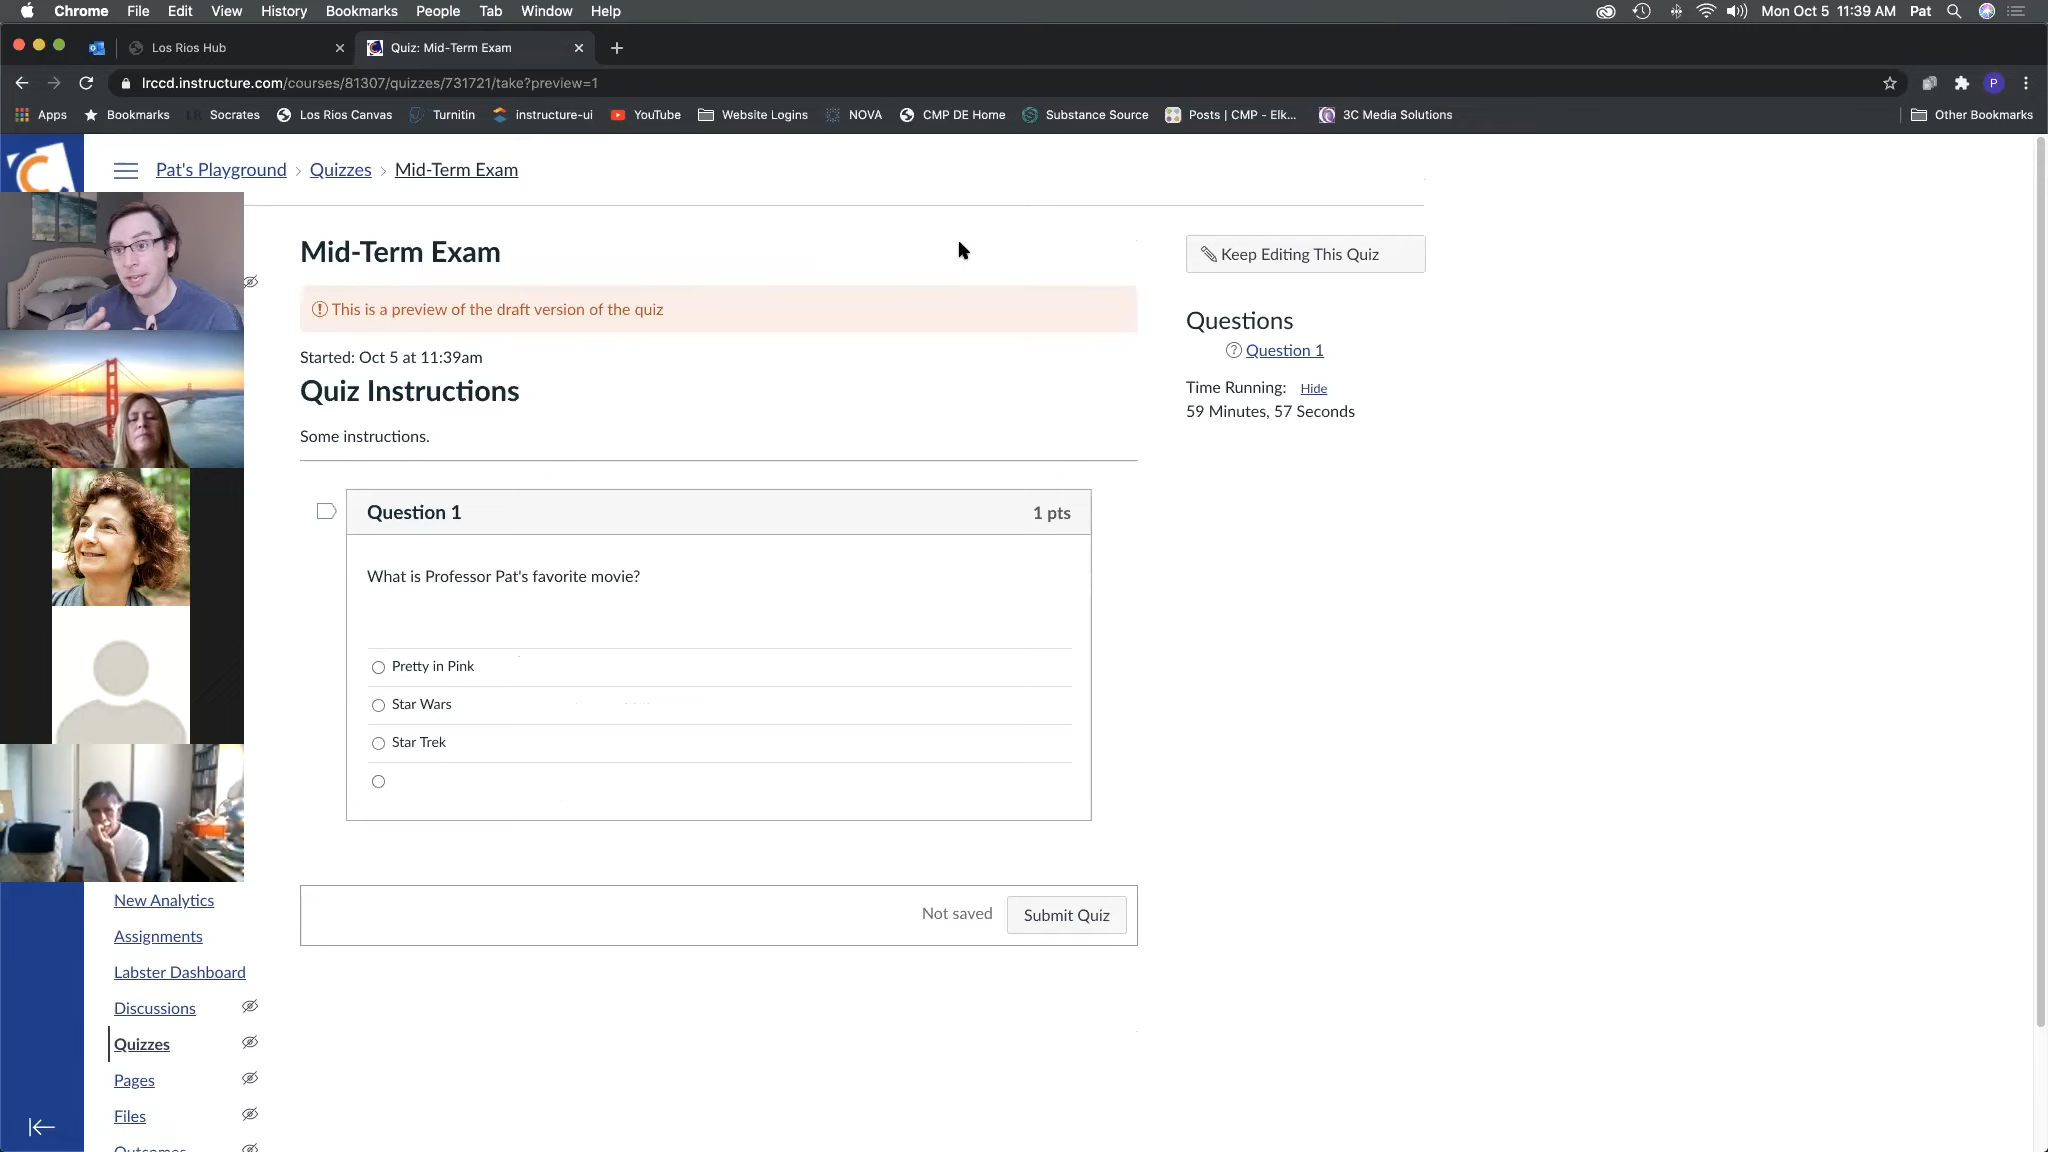 Chrome File Edit View History Bookmarks People Tab Window Help
Mon Oct 5 11:39 AM Pat
Los Rios Hub
Quiz: Mid-Term Exam
lrccd.instructure.com/courses/81307/quizzes/731721/take?preview=1
P
Apps Bookmarks Socrates Los Rios Canvas Turnitin instructure-ui YouTube Website Logins NOVA CMP DE Home Substance Source Posts | CMP - Elk... 3C Media Solutions Other Bookmarks
Pat's Playground > Quizzes > Mid-Term Exam
Mid-Term Exam
This is a preview of the draft version of the quiz
Started: Oct 5 at 11:39am
Quiz Instructions
Some instructions.
Question 1
1 pts
What is Professor Pat's favorite movie?
Pretty in Pink
Star Wars
Star Trek
Not saved
Submit Quiz
Keep Editing This Quiz
Questions
Question 1
Time Running: Hide
59 Minutes, 57 Seconds
New Analytics
Assignments
Labster Dashboard
Discussions
Quizzes
Pages
Files
Outcomes